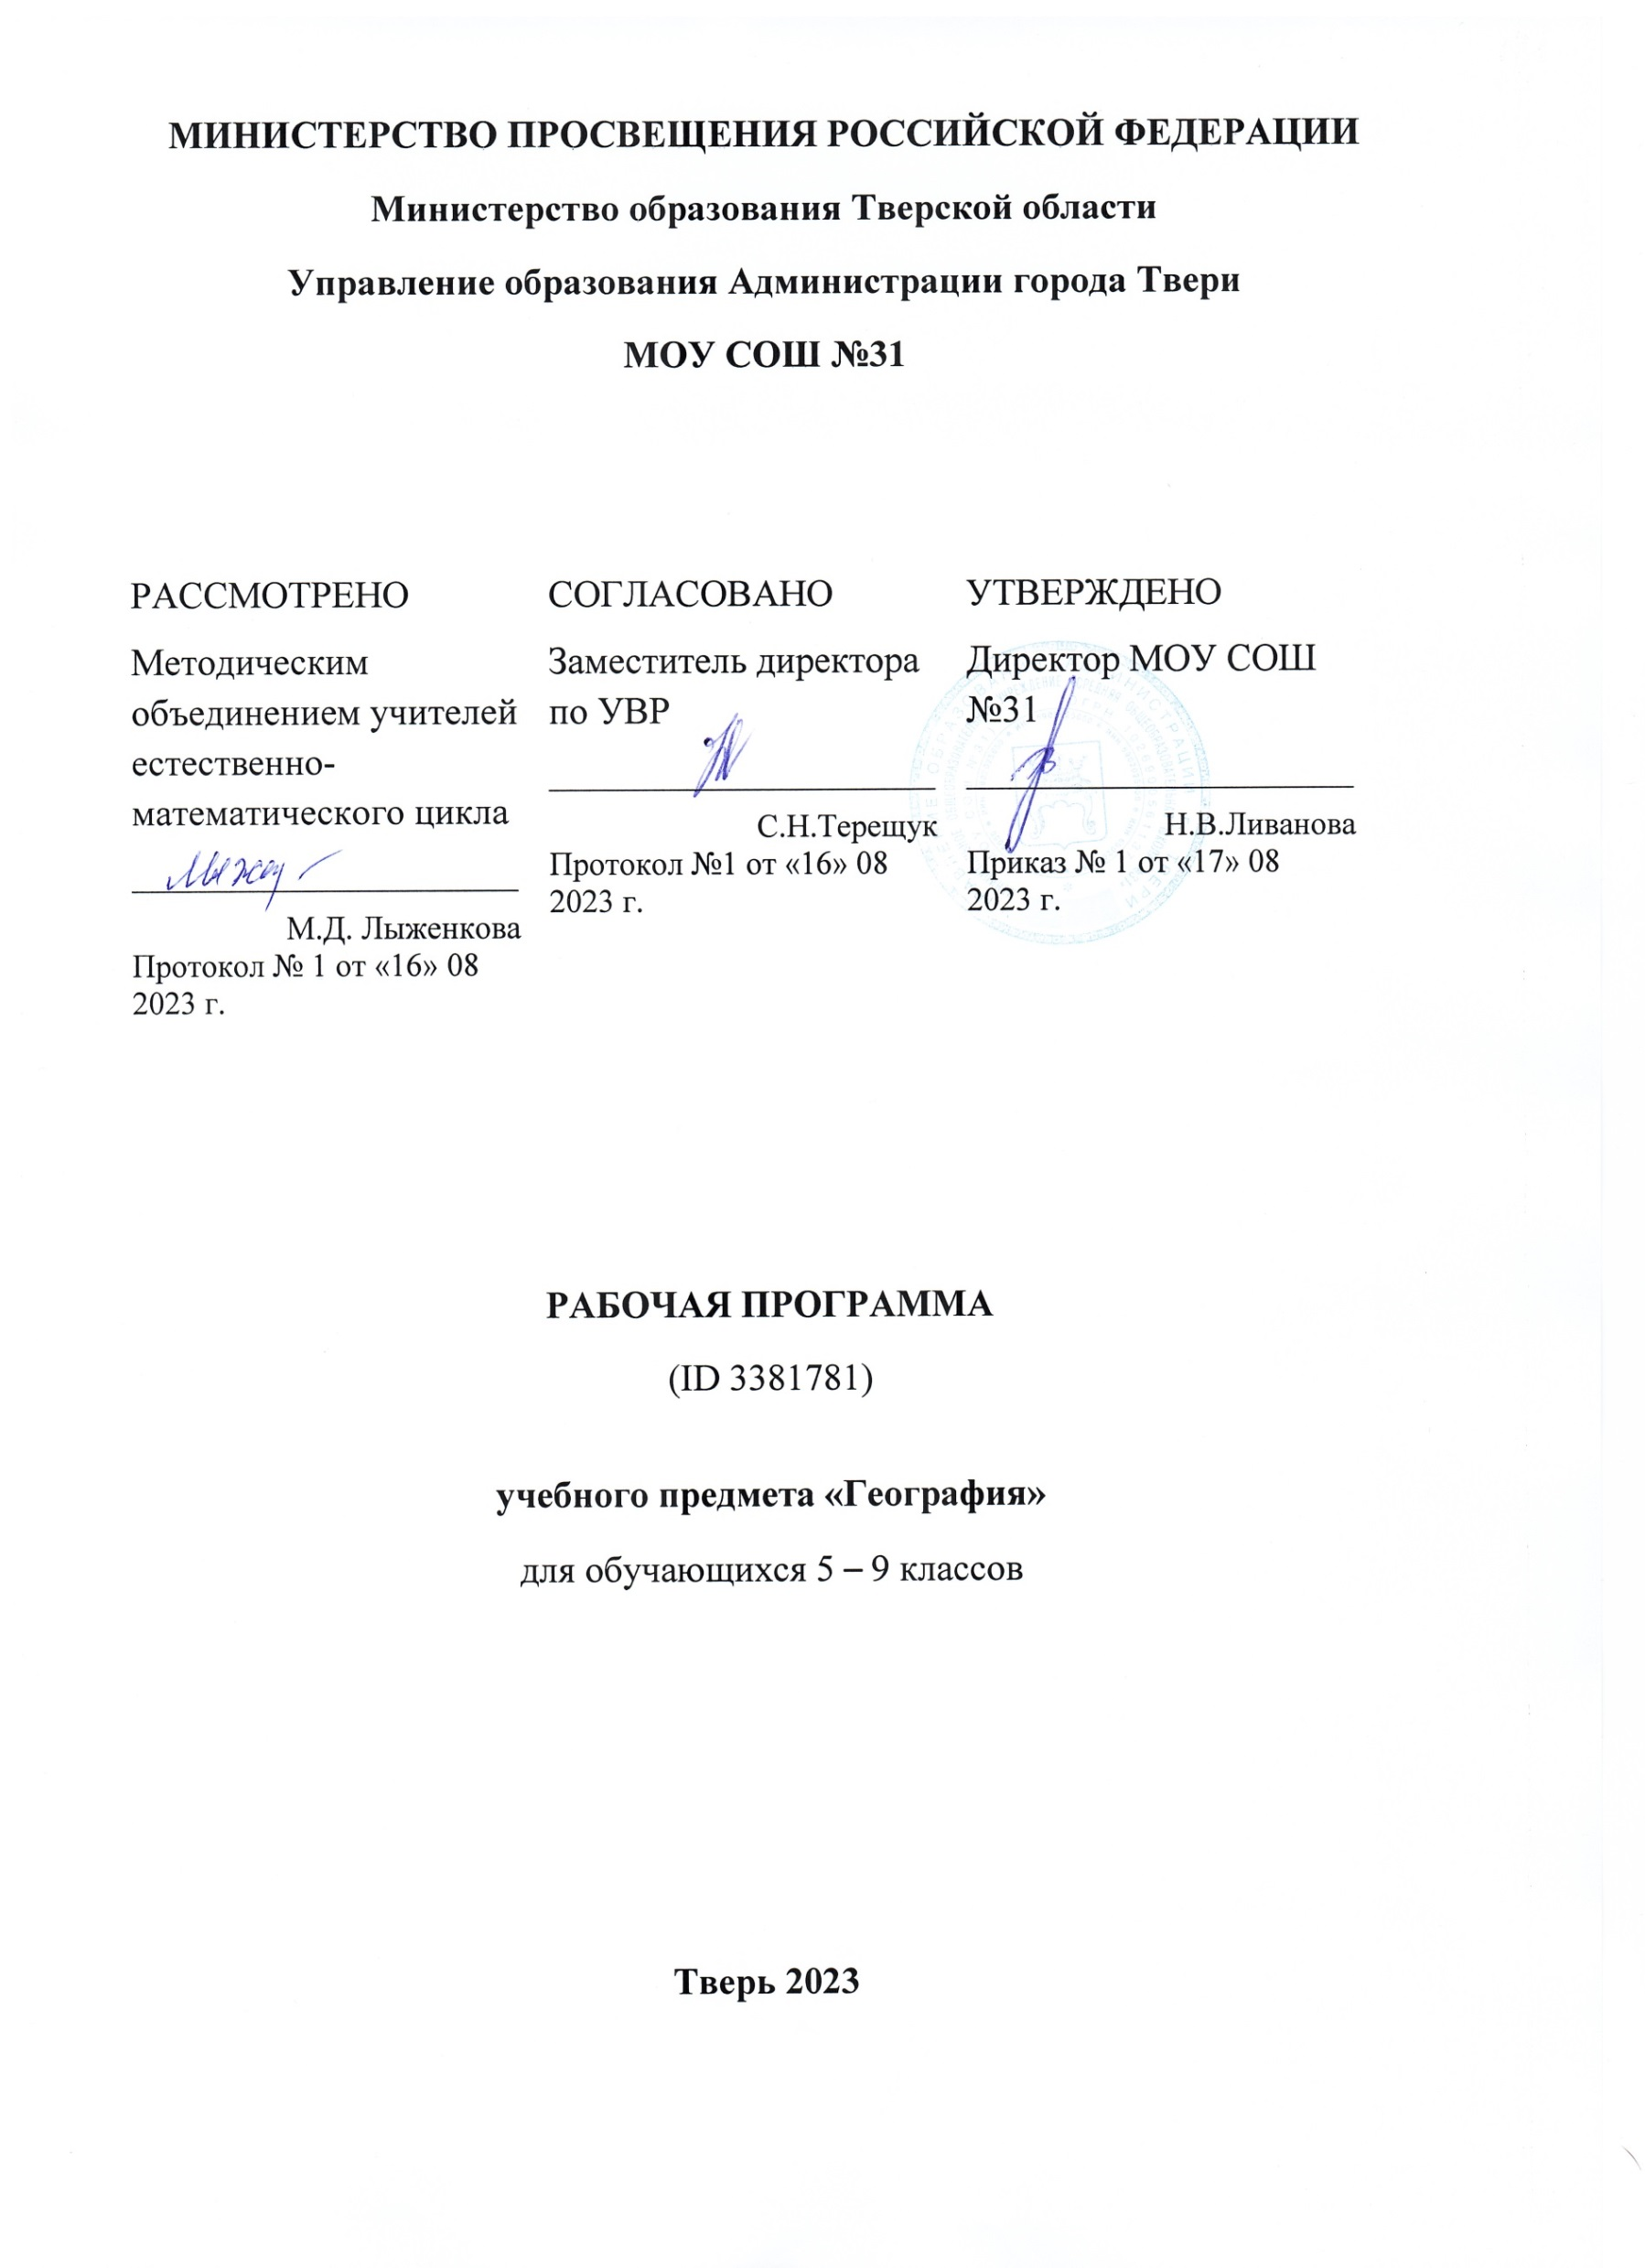 МИНИСТЕРСТВО ПРОСВЕЩЕНИЯ РОССИЙСКОЙ ФЕДЕРАЦИИ
Министерство образования Тверской области
Управление образования Администрации города Твери
МОУ СОШ №31
РАССМОТРЕНО
Методическим
объединением учителей
естественно-
математического цикла
М.Д. Лыженкова
Протокол № 1 от «16» 08
2023 г.
СОГЛАСОВАНО
Заместитель директора
по УВР
С.Н.Терещук
Протокол №1 от «16» 08
2023 г.
УТВЕРЖДЕНО
Директор МОУ СОШ
№31
Н.В.Ливанова
Приказ № 1 от «17» 08
2023 г.
РАБОЧАЯ ПРОГРАММА
(ID 3381781)
учебного предмета «География»
для обучающихся 5 – 9 классов
Тверь 2023